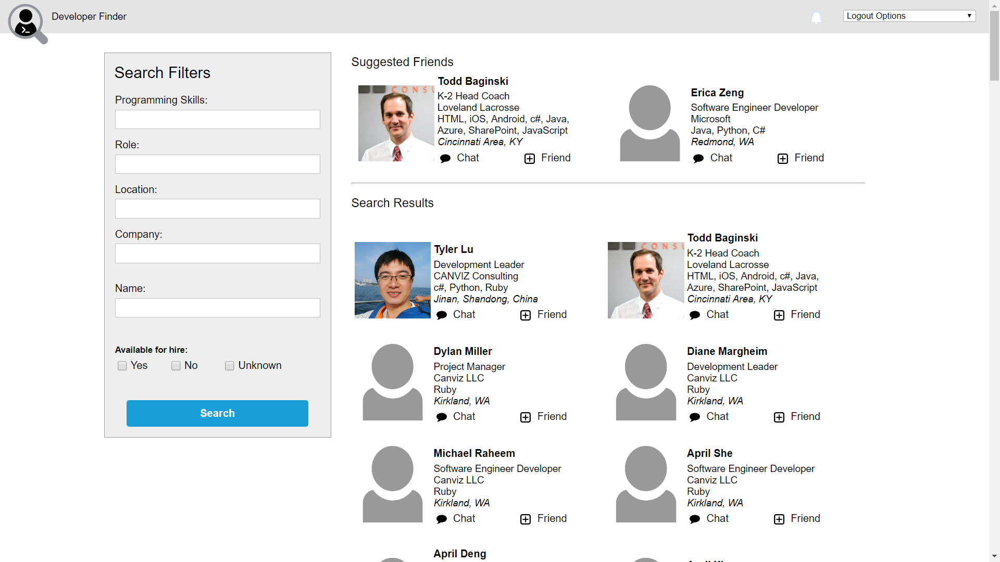 Developer Finder
Logout Options
Search Filters
Programming Skills:
Role:
Location:
Company:
Name:
Available for hire:
Yes No Unknown
Search
Suggested Friends
CONSU
Todd Baginski
K-2 Head Coach
Loveland Lacrosse
HTML, iOS, Android, c#, Java,
Azure, SharePoint, JavaScript
Cincinnati Area, KY
Chat Friend
Erica Zeng
Software Engineer Developer
Microsoft
Java, Python, C#
Redmond, WA
Chat Friend
Search Results
Tyler Lu
Development Leader
CANVIZ Consulting
c#, Python, Ruby
Jinan, Shandong, China
Chat Friend
CONSU
Todd Baginski
K-2 Head Coach
Loveland Lacrosse
HTML, iOS, Android, c#, Java,
Azure, SharePoint, JavaScript
Cincinnati Area, KY
Chat Friend
Dylan Miller
Project Manager
Canviz LLC
Ruby
Kirkland, WA
Chat Friend
Diane Margheim
Development Leader
Canviz LLC
Ruby
Kirkland, WA
Chat Friend
Michael Raheem
Software Engineer Developer
Canviz LLC
Ruby
Kirkland, WA
Chat Friend
April She
Software Engineer Developer
Canviz LLC
Ruby
Kirkland, WA
Chat Friend
April Deng